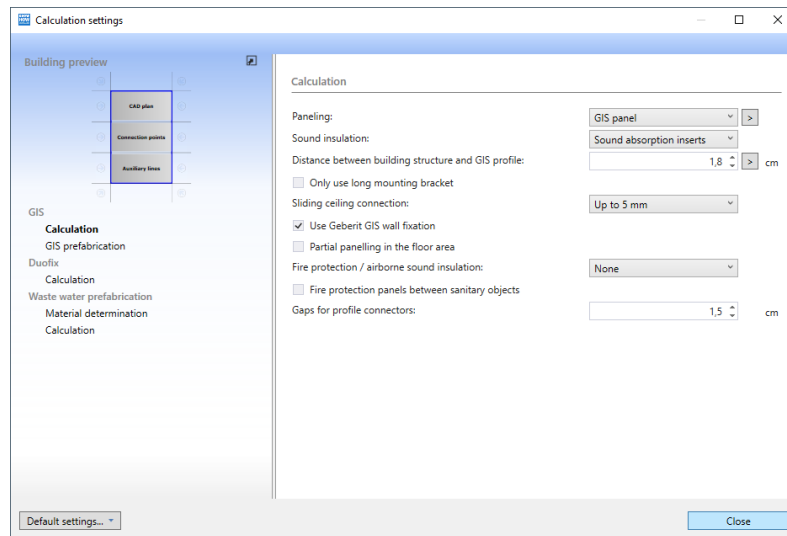 Calculation settings
Building preview
CAD plan
Connection points
Auxiliary lines
GIS
Calculation
GIS prefabrication
Duofix
Calculation
Waste water prefabrication
Material determination
Calculation
Calculation
Paneling: GIS panel >
Sound insulation: Sound absorption inserts
Distance between building structure and GIS profile: 1,8 > cm
Only use long mounting bracket
Sliding ceiling connection: Up to 5 mm
Use Geberit GIS wall fixation
Partial panelling in the floor area
Fire protection / airborne sound insulation: None
Fire protection panels between sanitary objects
Gaps for profile connectors: 1,5 cm
Default settings...
Close